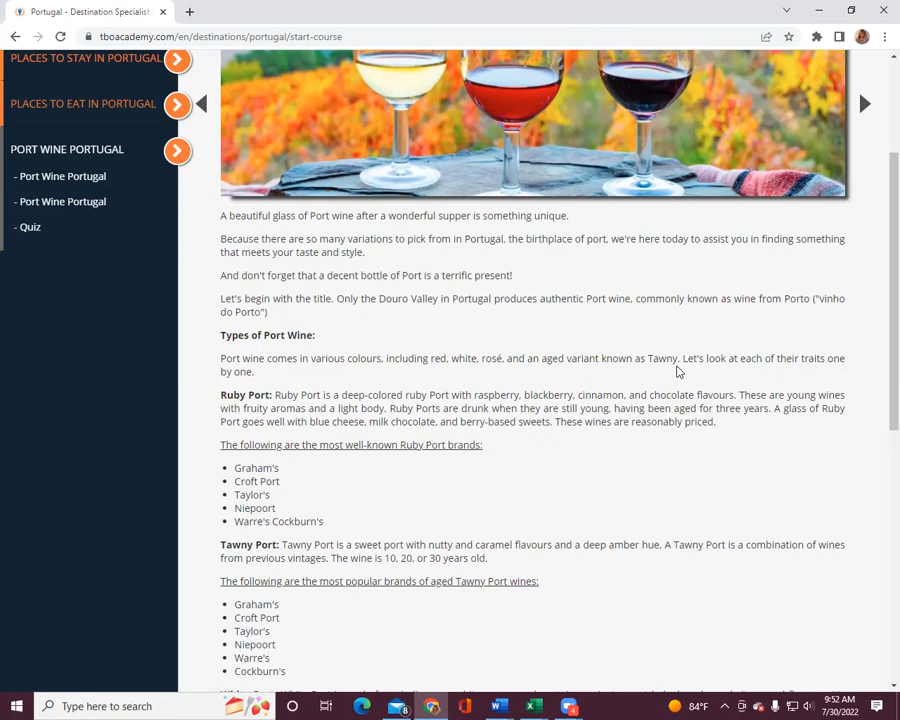 Portugal - Destination Specialist
tboacademy.com/en/destinations/portugal/start-course
PLACES TO STAY IN PORTUGAL
PLACES TO EAT IN PORTUGAL
PORT WINE PORTUGAL
- Port Wine Portugal
- Port Wine Portugal
- Quiz
A beautiful glass of Port wine after a wonderful supper is something unique.
Because there are so many variations to pick from in Portugal, the birthplace of port, we're here today to assist you in finding something
that meets your taste and style.
And don't forget that a decent bottle of Port is a terrific present!
Let's begin with the title. Only the Douro Valley in Portugal produces authentic Port wine, commonly known as wine from Porto ("vinho
do Porto")
Types of Port Wine:
Port wine comes in various colours, including red, white, rosé, and an aged variant known as Tawny. Let's look at each of their traits one
by one.
Ruby Port: Ruby Port is a deep-colored ruby Port with raspberry, blackberry, cinnamon, and chocolate flavours. These are young wines
with fruity aromas and a light body. Ruby Ports are drunk when they are still young, having been aged for three years. A glass of Ruby
Port goes well with blue cheese, milk chocolate, and berry-based sweets. These wines are reasonably priced.
The following are the most well-known Ruby Port brands:
• Graham's
• Croft Port
• Taylor's
• Niepoort
• Warre's Cockburn's
Tawny Port: Tawny Port is a sweet port with nutty and caramel flavours and a deep amber hue. A Tawny Port is a combination of wines
from previous vintages. The wine is 10, 20, or 30 years old.
The following are the most popular brands of aged Tawny Port wines:
• Graham's
• Croft Port
• Taylor's
• Niepoort
• Warre's
• Cockburn's
Type here to search
8
84°F
9:52 AM
7/30/2022